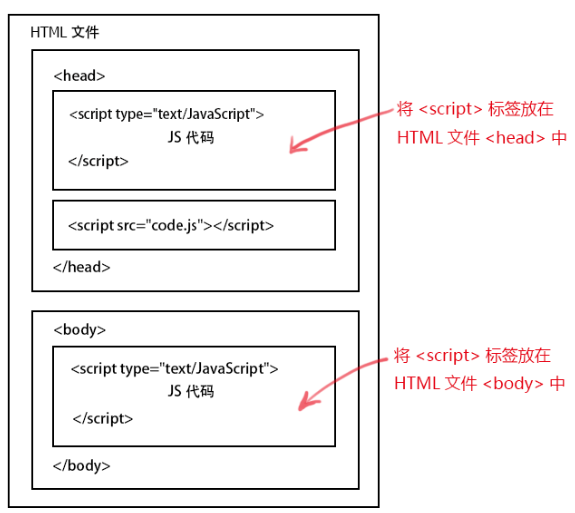 HTML 文件
<head>
<script type="text/JavaScript">
JS 代码
</script>
<script src="code.js"></script>
</head>
将 <script> 标签放在
HTML 文件 <head> 中
<body>
<script type="text/JavaScript">
JS 代码
</script>
</body>
将 <script> 标签放在
HTML 文件 <body> 中